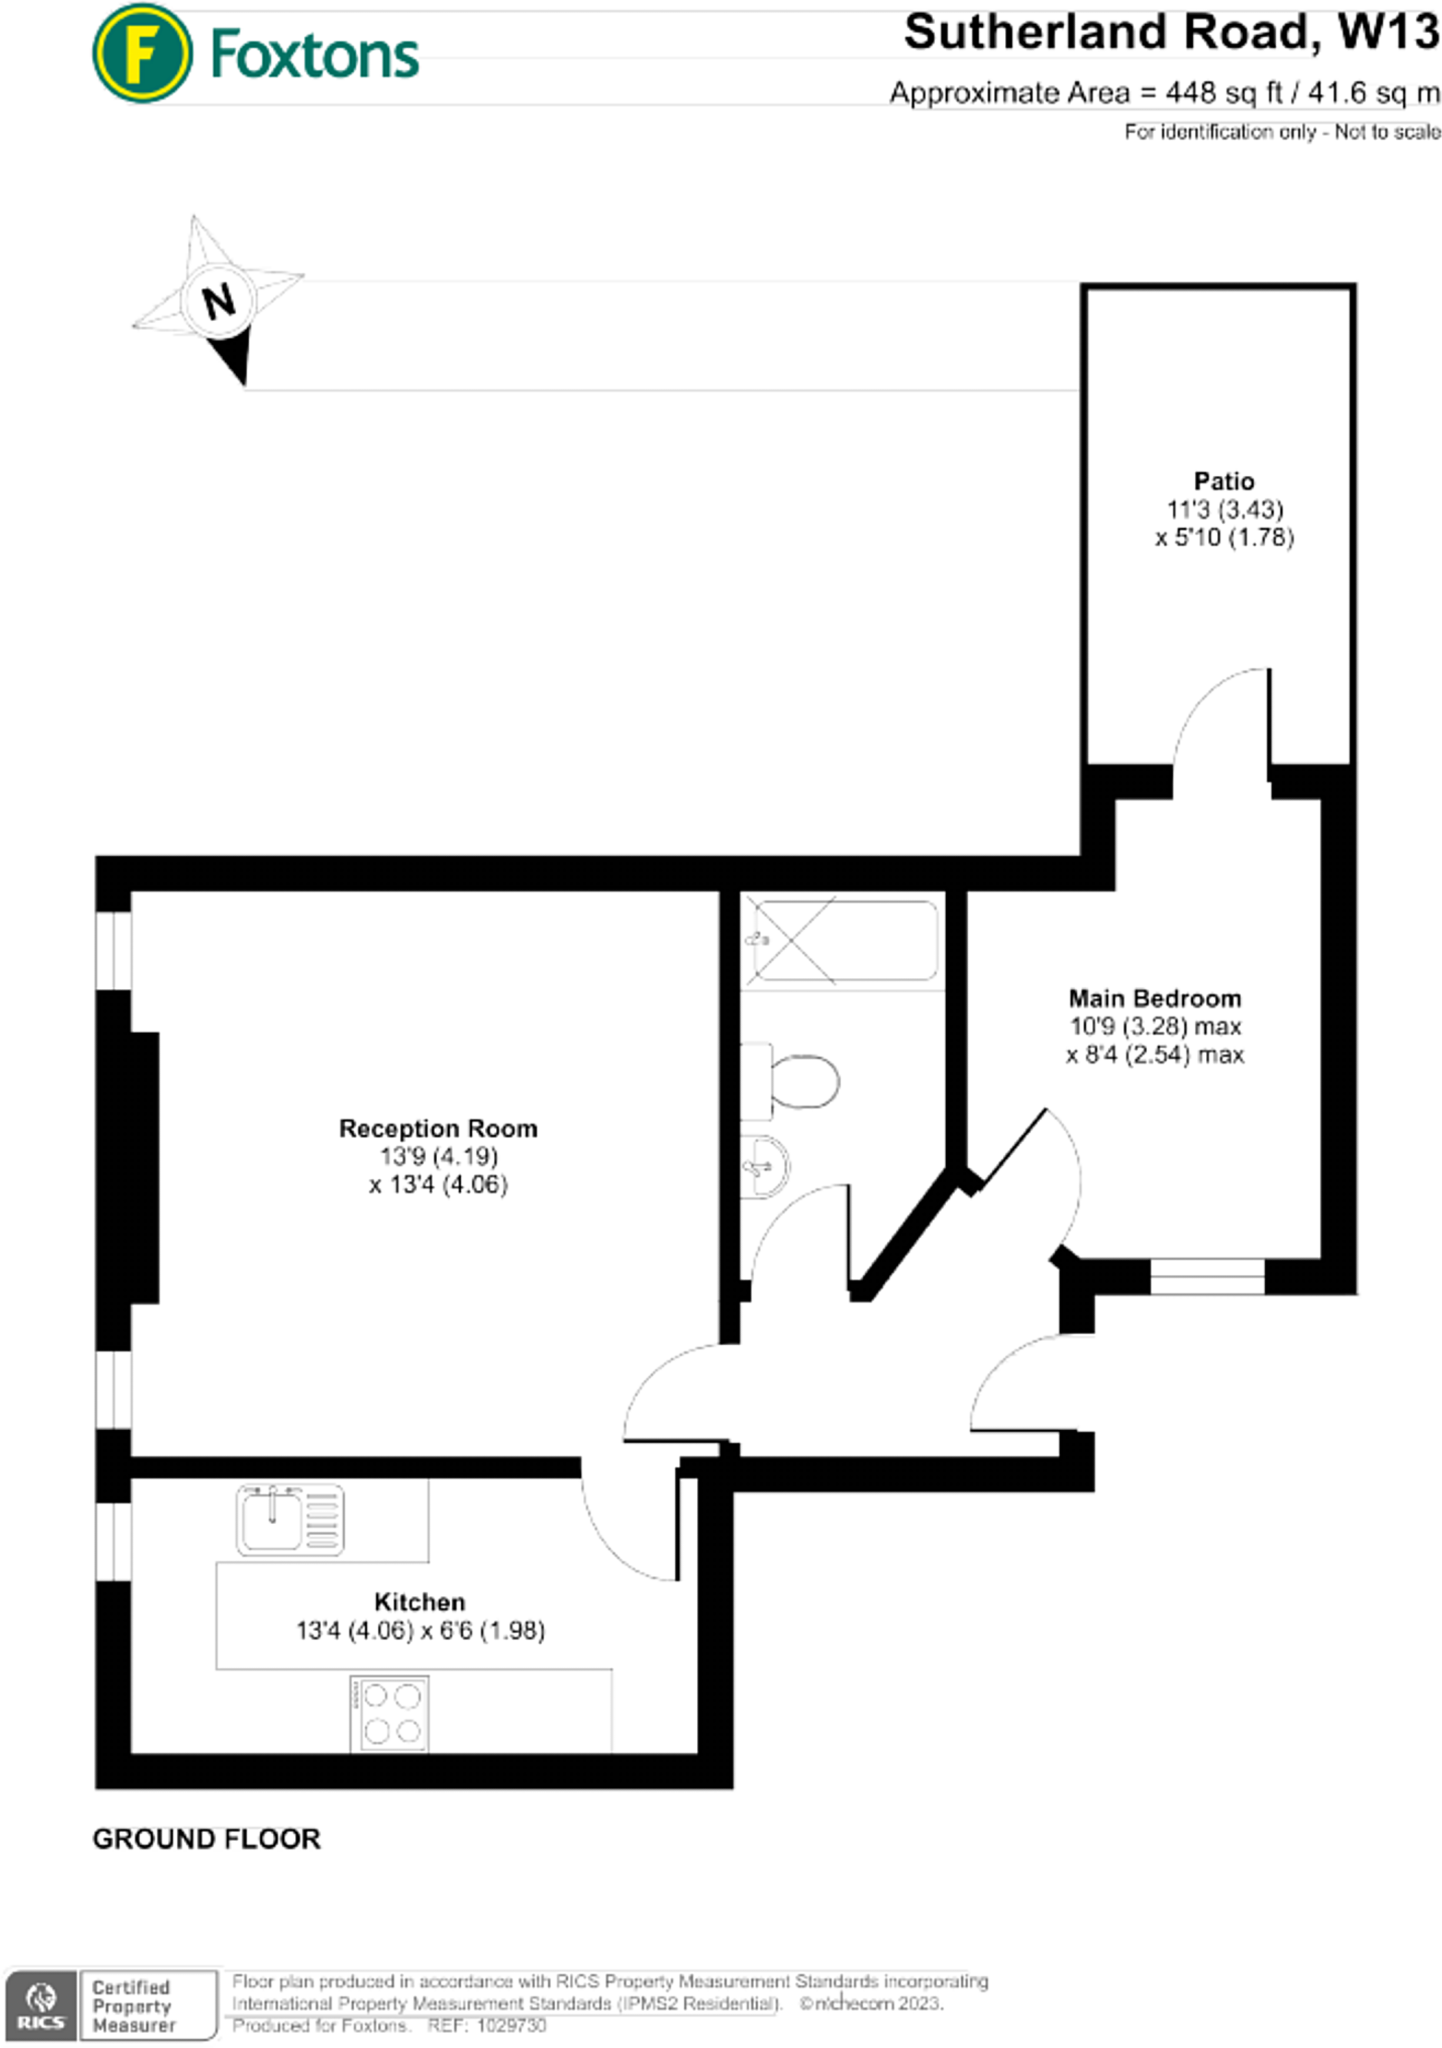 F Foxtons
Sutherland Road, W13
Approximate Area = 448 sq ft / 41.6 sq m
For identification only - Not to scale
N
Patio
11'3 (3.43)
x 5'10 (1.78)
Main Bedroom
10'9 (3.28) max
x 8'4 (2.54) max
Reception Room
13'9 (4.19)
x 13'4 (4.06)
Kitchen
13'4 (4.06) x 6'6 (1.98)
GROUND FLOOR
RICS
Certified
Property
Measurer
Floor plan produced in accordance with RICS Property Measurement Standards incorporating
International Property Measurement Standards (IPMS2 Residential). © nichecom 2023.
Produced for Foxtons. REF: 1029730